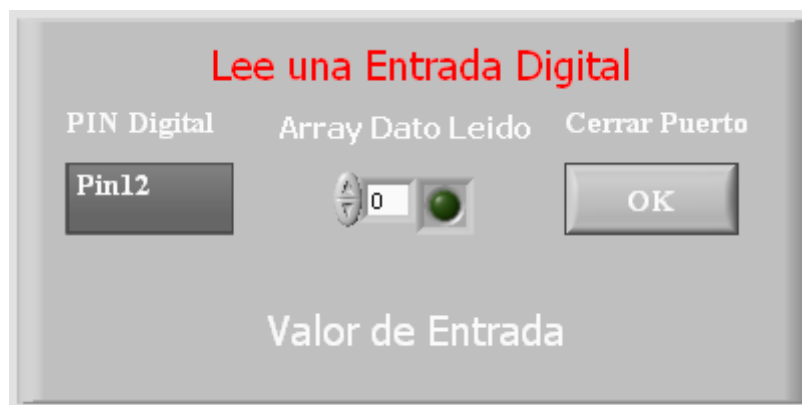 Lee una Entrada Digital
PIN Digital Array Dato Leido Cerrar Puerto
Pin12 0 OK
Valor de Entrada